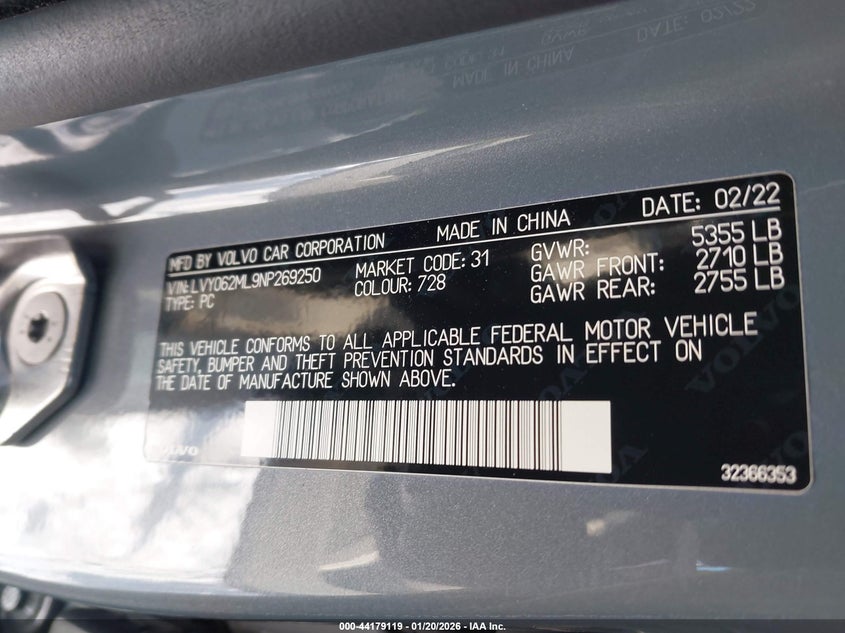 MFD BY VOLVO CAR CORPORATION MADE IN CHINA DATE: 02/22
VIN: LVY062ML9NP269250 MARKET CODE: 31 GVWR: 5355 LB
TYPE: PC COLOUR: 728 GAWR FRONT: 2710 LB
GAWR REAR: 2755 LB
THIS VEHICLE CONFORMS TO ALL APPLICABLE FEDERAL MOTOR VEHICLE
SAFETY, BUMPER AND THEFT PREVENTION STANDARDS IN EFFECT ON
THE DATE OF MANUFACTURE SHOWN ABOVE.
VOLVO
32366353
000-44179119 - 01/20/2026 - IAA Inc.